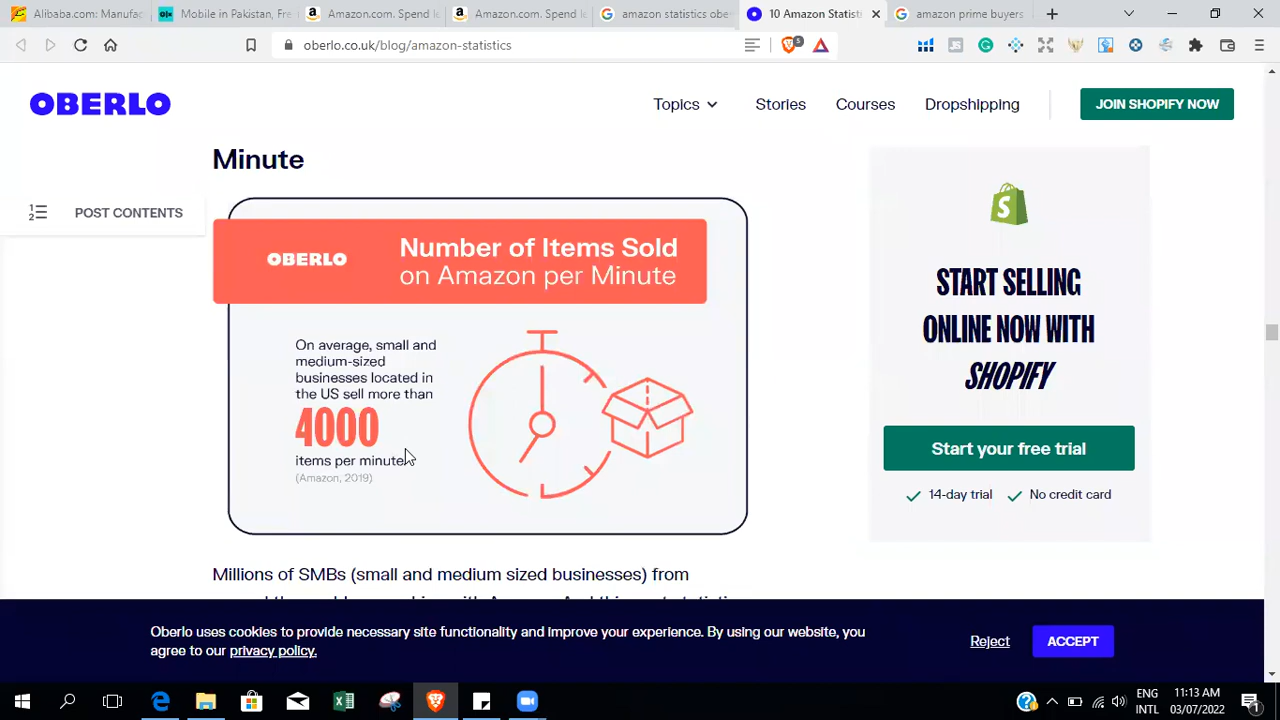 Alibaba.com: Manufac
Mobile in Pakistan, Fre
Amazon.com. Spend l
Amazon.com. Spend l
amazon statistics obe
10 Amazon Statist
amazon prime buyers
oberlo.co.uk/blog/amazon-statistics
5
OBERLO
Topics
Stories
Courses
Dropshipping
JOIN SHOPIFY NOW
Minute
POST CONTENTS
OBERLO
Number of Items Sold
on Amazon per Minute
On average, small and
medium-sized
businesses located in
the US sell more than
4000
items per minute.
(Amazon, 2019)
START SELLING
ONLINE NOW WITH
SHOPIFY
Start your free trial
14-day trial
No credit card
Millions of SMBs (small and medium sized businesses) from
Oberlo uses cookies to provide necessary site functionality and improve your experience. By using our website, you
agree to our privacy policy.
Reject
ACCEPT
ENG
INTL
11:13 AM
03/07/2022
1